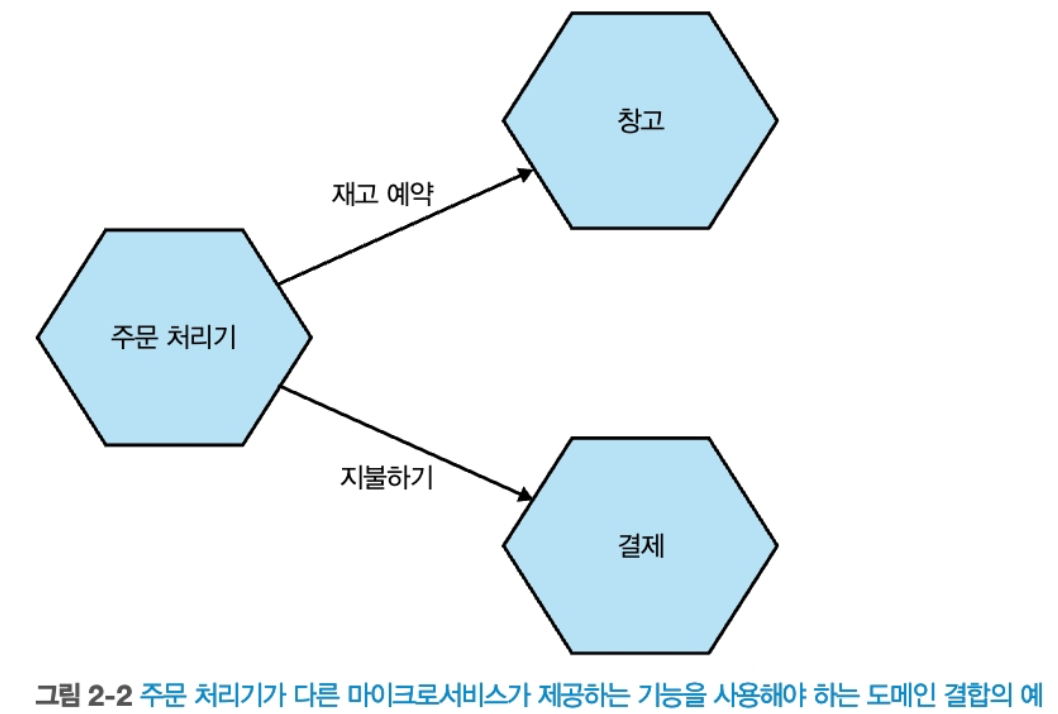 창고
재고 예약
주문 처리기
지불하기
결제
그림 2-2 주문 처리기가 다른 마이크로서비스가 제공하는 기능을 사용해야 하는 도메인 결합의 예